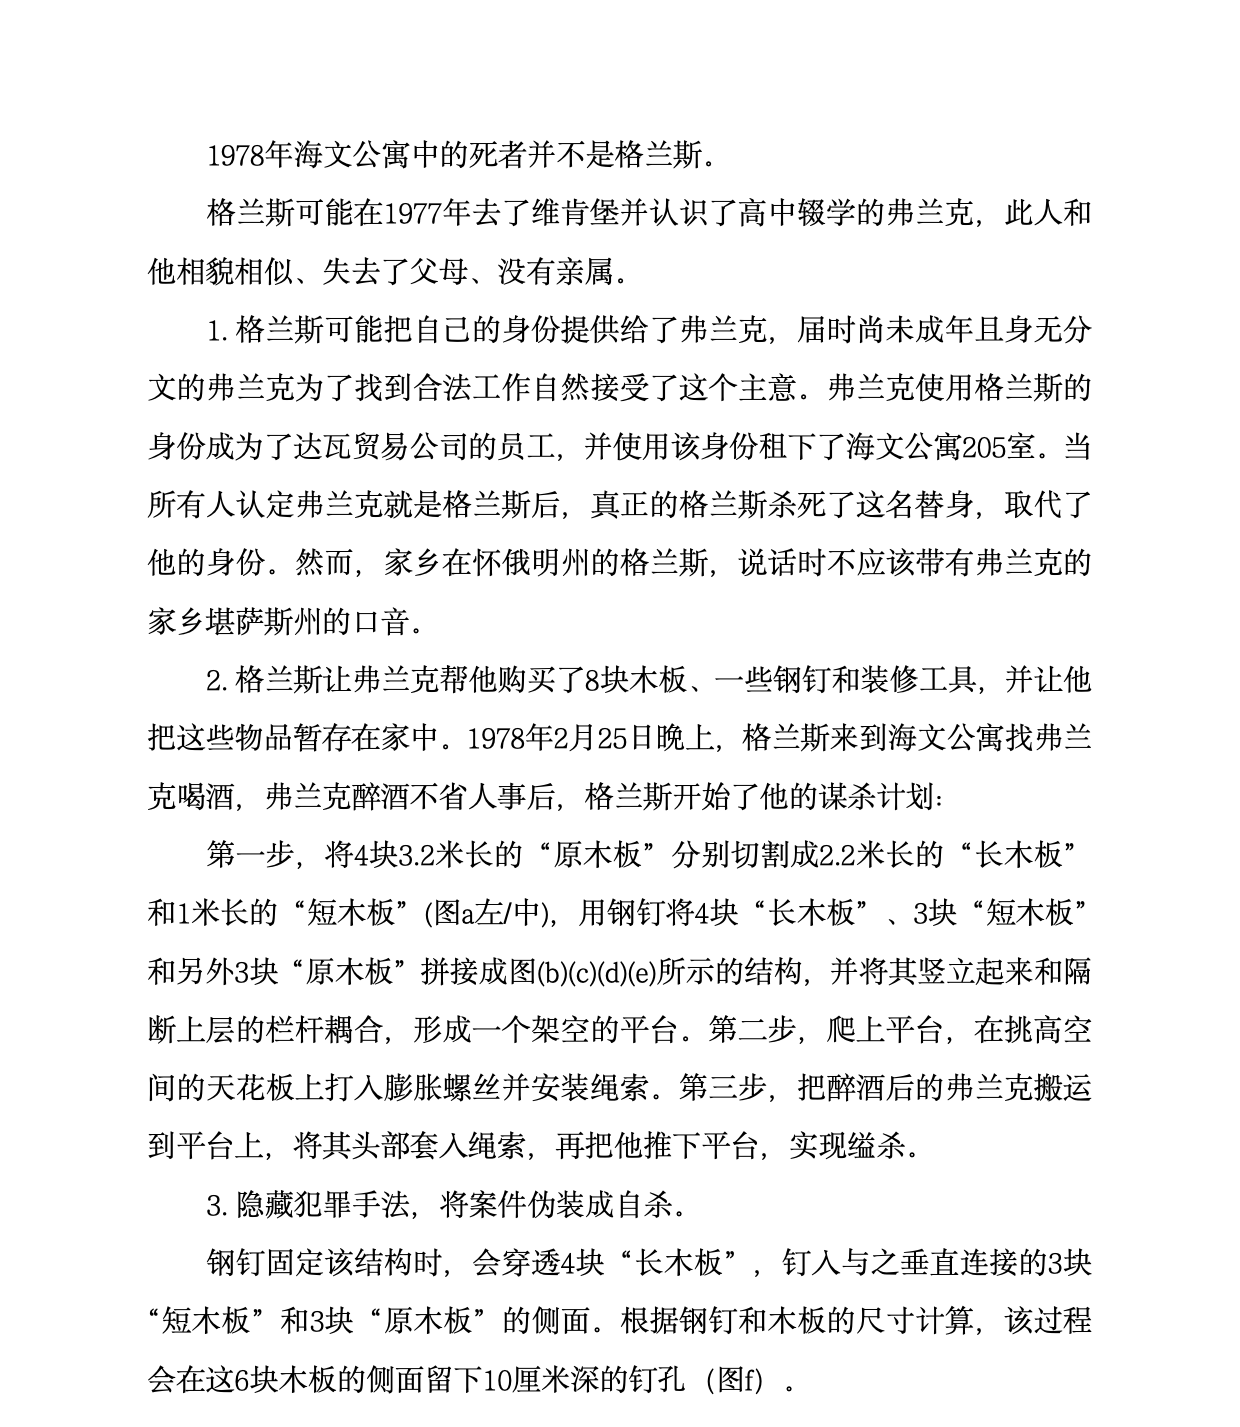 1978年海文公寓中的死者并不是格兰斯。
格兰斯可能在1977年去了维肯堡并认识了高中辍学的弗兰克，此人和
他相貌相似、失去了父母、没有亲属。
1. 格兰斯可能把自己的身份提供给了弗兰克，届时尚未成年且身无分
文的弗兰克为了找到合法工作自然接受了这个主意。弗兰克使用格兰斯的
身份成为了达瓦贸易公司的员工，并使用该身份租下了海文公寓205室。当
所有人认定弗兰克就是格兰斯后，真正的格兰斯杀死了这名替身，取代了
他的身份。然而，家乡在怀俄明州的格兰斯，说话时不应该带有弗兰克的
家乡堪萨斯州的口音。
2. 格兰斯让弗兰克帮他购买了8块木板、一些钢钉和装修工具，并让他
把这些物品暂存在家中。1978年2月25日晚上，格兰斯来到海文公寓找弗兰
克喝酒，弗兰克醉酒不省人事后，格兰斯开始了他的谋杀计划：
第一步，将4块3.2米长的“原木板”分别切割成2.2米长的“长木板”
和1米长的“短木板”(图a左/中)，用钢钉将4块“长木板”、3块“短木板”
和另外3块“原木板”拼接成图(b)(c)(d)(e)所示的结构，并将其竖立起来和隔
断上层的栏杆耦合，形成一个架空的平台。第二步，爬上平台，在挑高空
间的天花板上打入膨胀螺丝并安装绳索。第三步，把醉酒后的弗兰克搬运
到平台上，将其头部套入绳索，再把他推下平台，实现缢杀。
3. 隐藏犯罪手法，将案件伪装成自杀。
钢钉固定该结构时，会穿透4块“长木板”，钉入与之垂直连接的3块
“短木板”和3块“原木板”的侧面。根据钢钉和木板的尺寸计算，该过程
会在这6块木板的侧面留下10厘米深的钉孔（图f）。